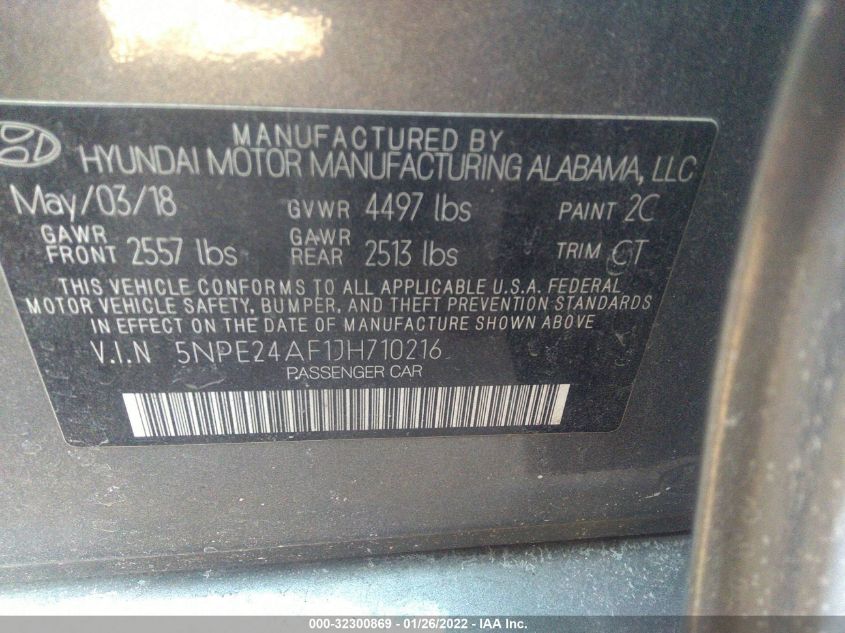 MANUFACTURED BY
HYUNDAI MOTOR MANUFACTURING ALABAMA, LLC
May/03/18 GVWR 4497 lbs PAINT 2C
GAWR FRONT 2557 lbs GAWR REAR 2513 lbs TRIM GT
THIS VEHICLE CONFORMS TO ALL APPLICABLE U.S.A. FEDERAL
MOTOR VEHICLE SAFETY, BUMPER, AND THEFT PREVENTION STANDARDS
IN EFFECT ON THE DATE OF MANUFACTURE SHOWN ABOVE
V.I.N 5NPE24AF1JH710216
PASSENGER CAR
000-32300869 - 01/26/2022 - IAA Inc.